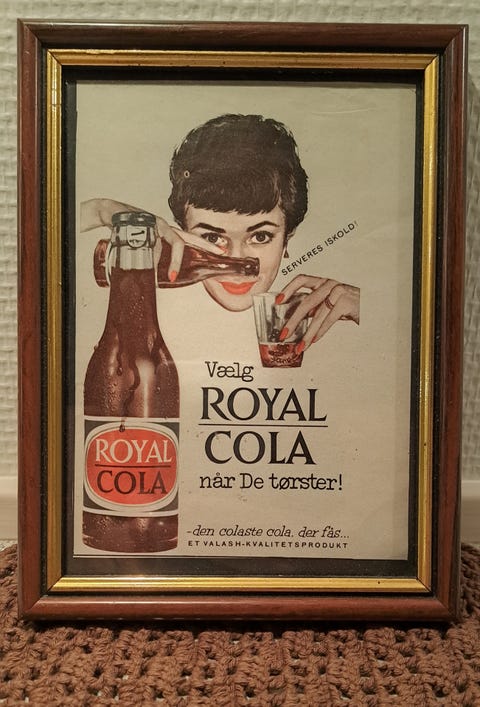 SERVERES ISKOLD!
Vælg
ROYAL
COLA
når De tørster!
ROYAL
COLA
-den colaste cola, der fås...
ET VALASH-KVALITETSPRODUKT